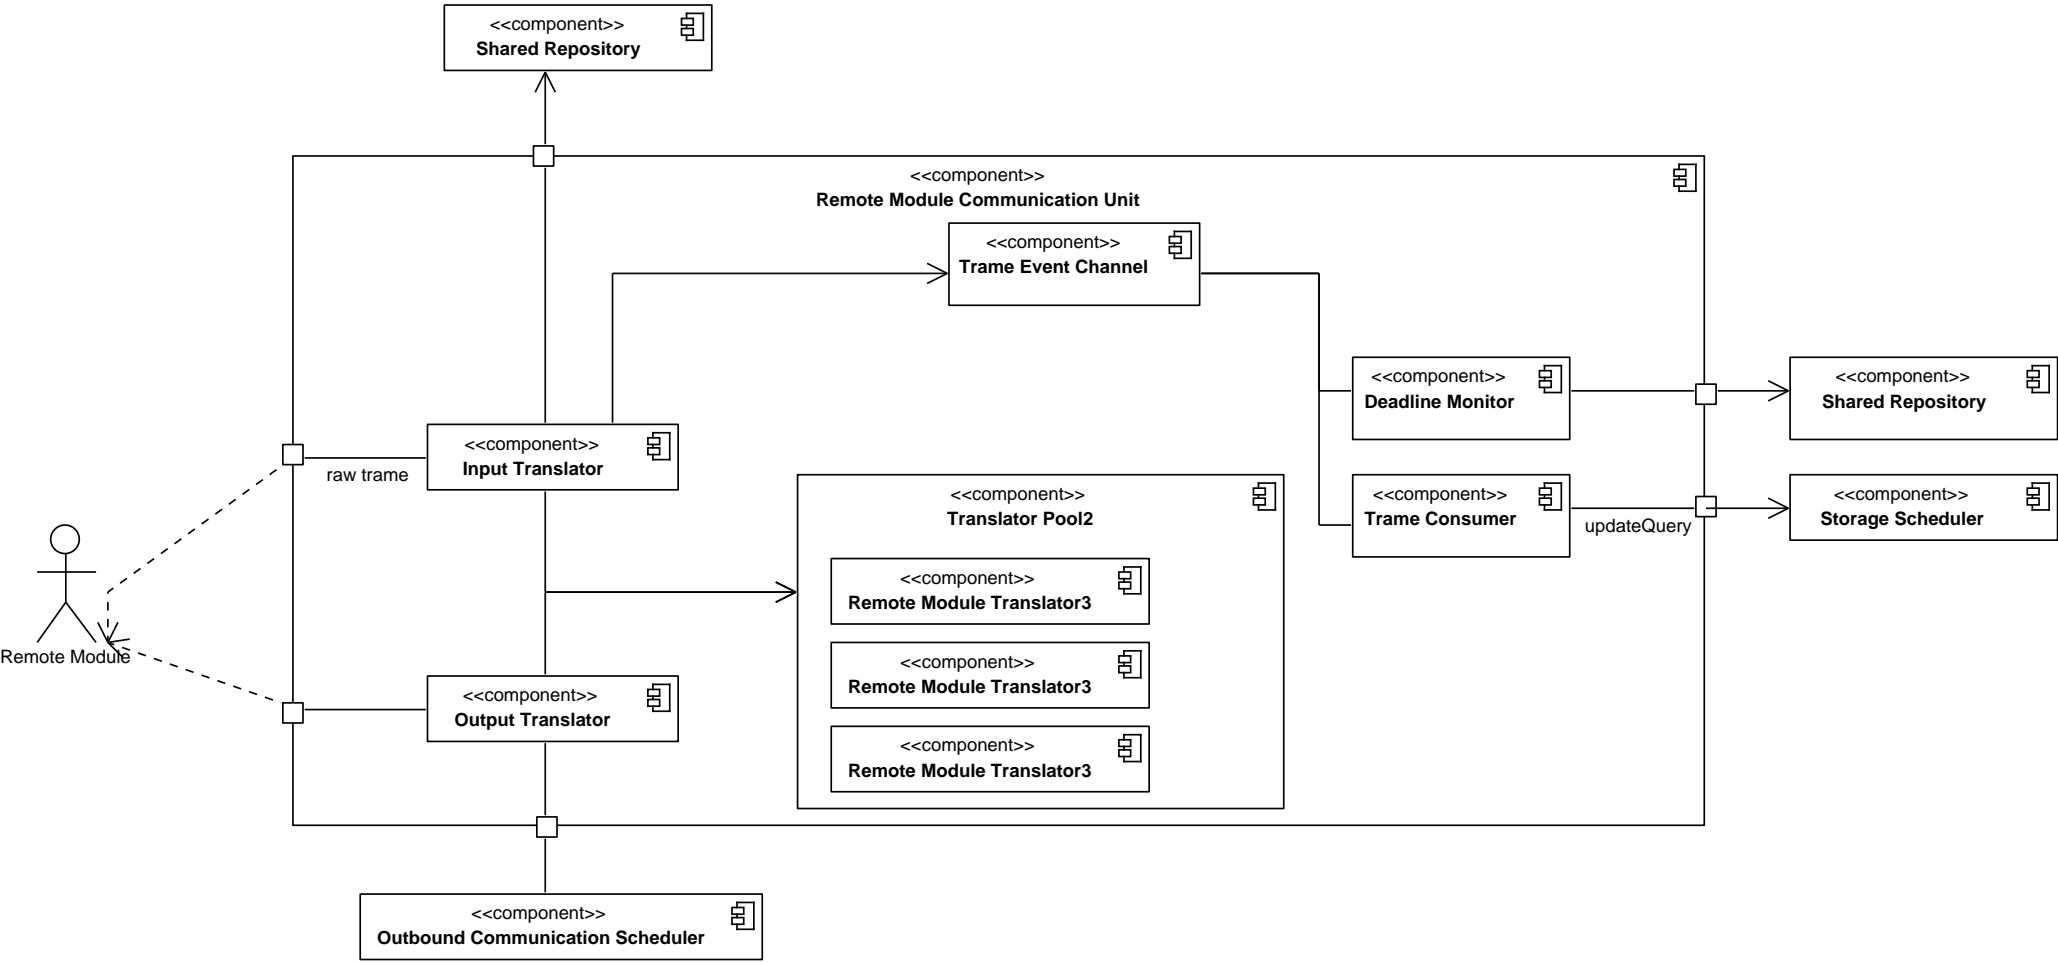 <<component>>
Shared Repository
<<component>>
Remote Module Communication Unit
<<component>>
Trame Event Channel
<<component>>
Deadline Monitor
<<component>>
Shared Repository
<<component>>
Input Translator
raw trame
<<component>>
Translator Pool2
<<component>>
Trame Consumer
updateQuery
<<component>>
Storage Scheduler
<<component>>
Remote Module Translator3
<<component>>
Remote Module Translator3
Remote Module
<<component>>
Output Translator
<<component>>
Remote Module Translator3
<<component>>
Outbound Communication Scheduler